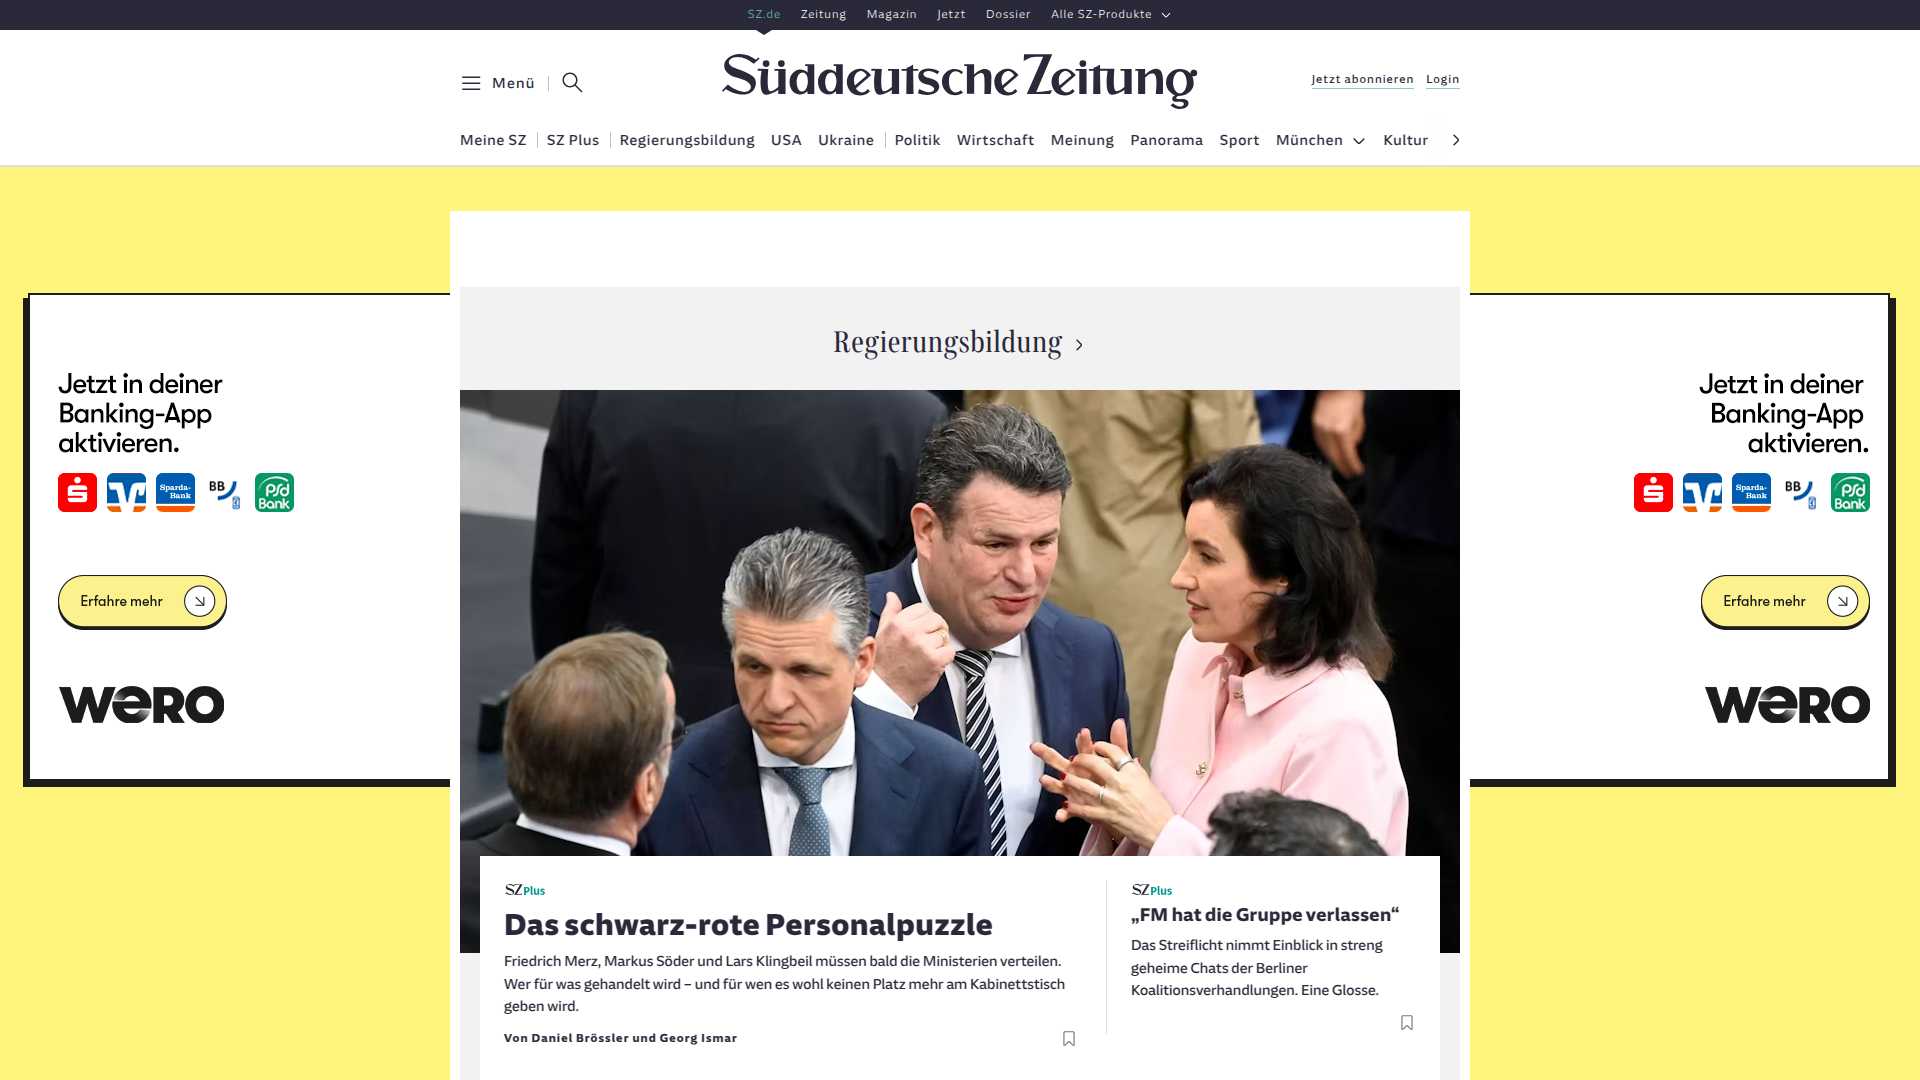 SZ.de Zeitung Magazin Jetzt Dossier Alle SZ-Produkte
Menü
Süddeutsche Zeitung
Jetzt abonnieren Login
Meine SZ SZ Plus Regierungsbildung USA Ukraine Politik Wirtschaft Meinung Panorama Sport München Kultur
Jetzt in deiner
Banking-App
aktivieren.
Sparda-
Bank
BB
psd
Bank
Erfahre mehr
wero
Regierungsbildung
SZ Plus
Das schwarz-rote Personalpuzzle
Friedrich Merz, Markus Söder und Lars Klingbeil müssen bald die Ministerien verteilen.
Wer für was gehandelt wird – und für wen es wohl keinen Platz mehr am Kabinettstisch
geben wird.
Von Daniel Brössler und Georg Ismar
SZ Plus
„FM hat die Gruppe verlassen“
Das Streiflicht nimmt Einblick in streng
geheime Chats der Berliner
Koalitionsverhandlungen. Eine Glosse.
Jetzt in deiner
Banking-App
aktivieren.
Sparda-
Bank
BB
psd
Bank
Erfahre mehr
wero